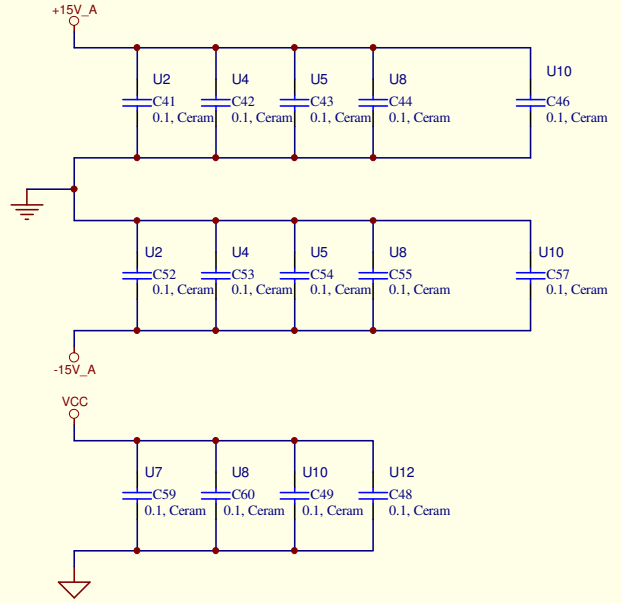 +15V_A
U2
C41
0.1, Ceram
U4
C42
0.1, Ceram
U5
C43
0.1, Ceram
U8
C44
0.1, Ceram
U10
C46
0.1, Ceram
U2
C52
0.1, Ceram
U4
C53
0.1, Ceram
U5
C54
0.1, Ceram
U8
C55
0.1, Ceram
U10
C57
0.1, Ceram
-15V_A
VCC
U7
C59
0.1, Ceram
U8
C60
0.1, Ceram
U10
C49
0.1, Ceram
U12
C48
0.1, Ceram